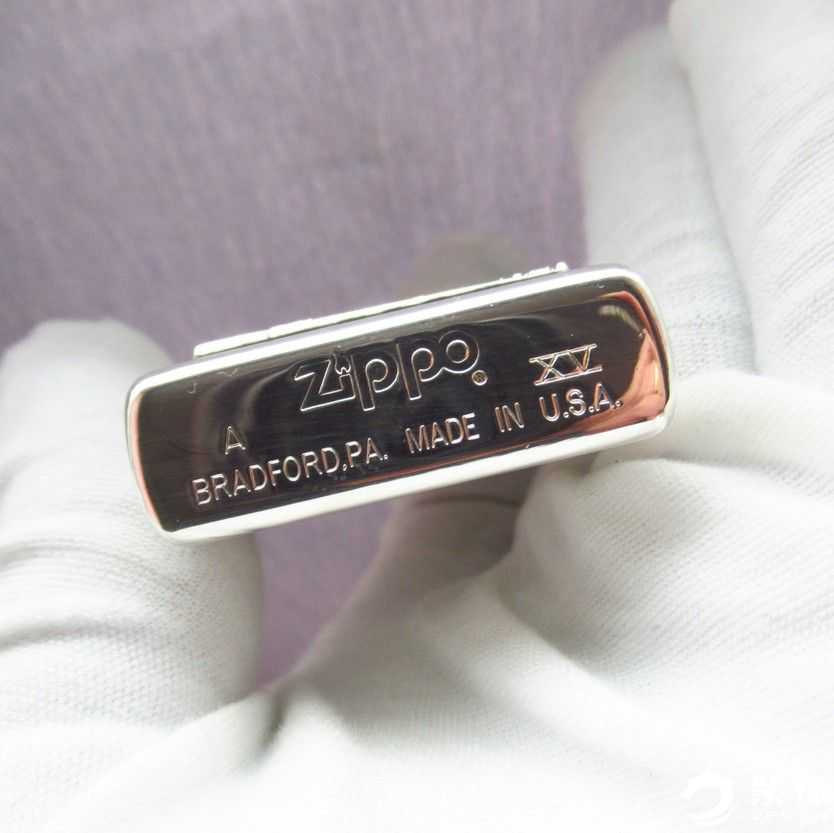 zippo® XV
A
BRADFORD,PA. MADE IN U.S.A.